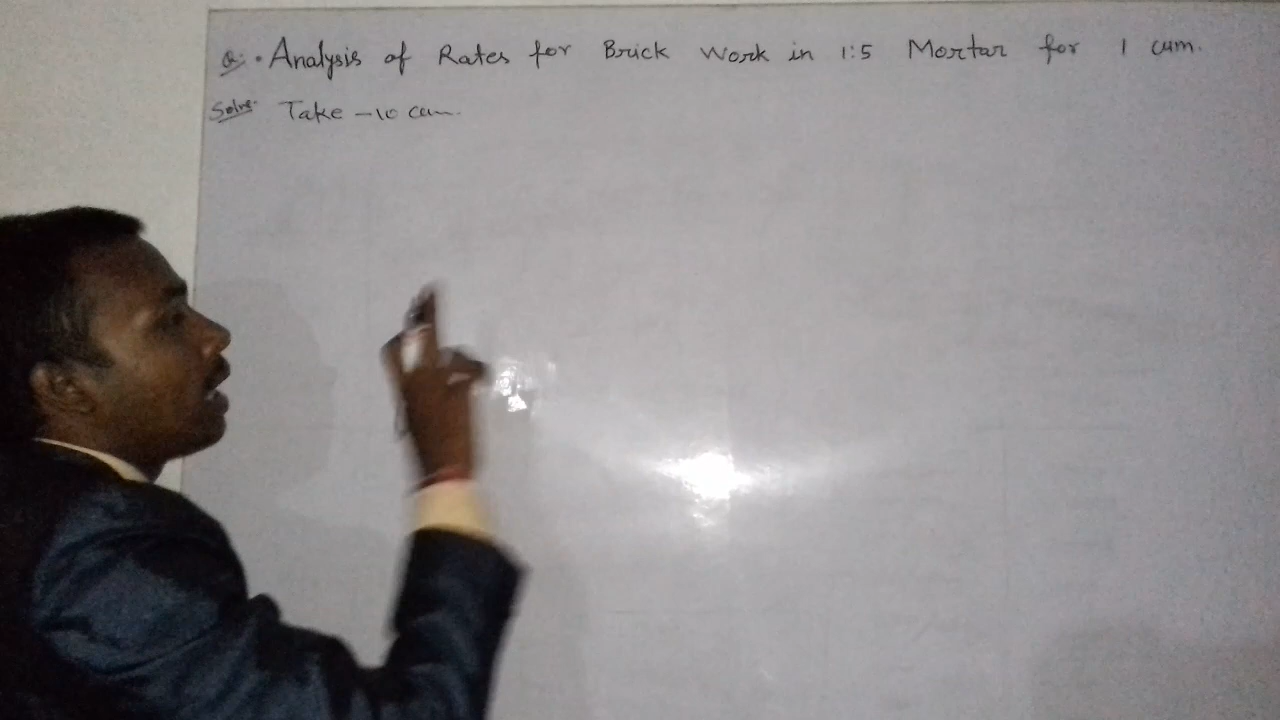 Q:. Analysis of Rates for Brick Work in 1:5 Mortar for 1 cum.
Soln. Take - 10 cum.